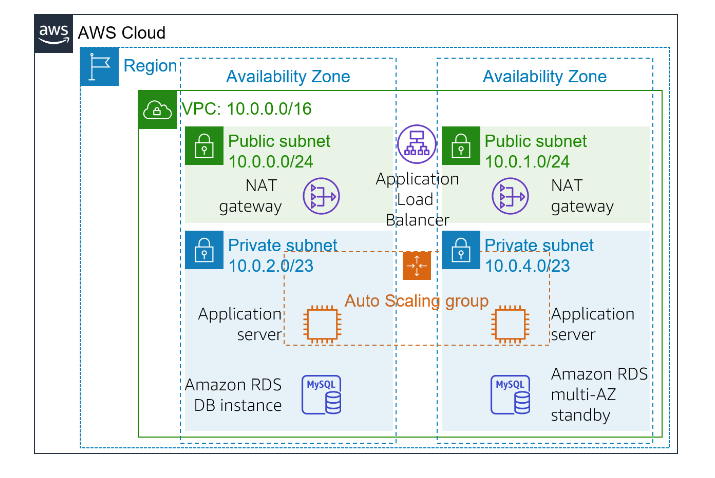 aws
AWS Cloud
Region
Availability Zone
Availability Zone
VPC: 10.0.0.0/16
Public subnet
10.0.0.0/24
NAT
gateway
Application
Load
Balancer
Public subnet
10.0.1.0/24
NAT
gateway
Private subnet
10.0.2.0/23
Private subnet
10.0.4.0/23
Auto Scaling group
Application
server
Application
server
Amazon RDS
DB instance
MySQL
MySQL
Amazon RDS
multi-AZ
standby